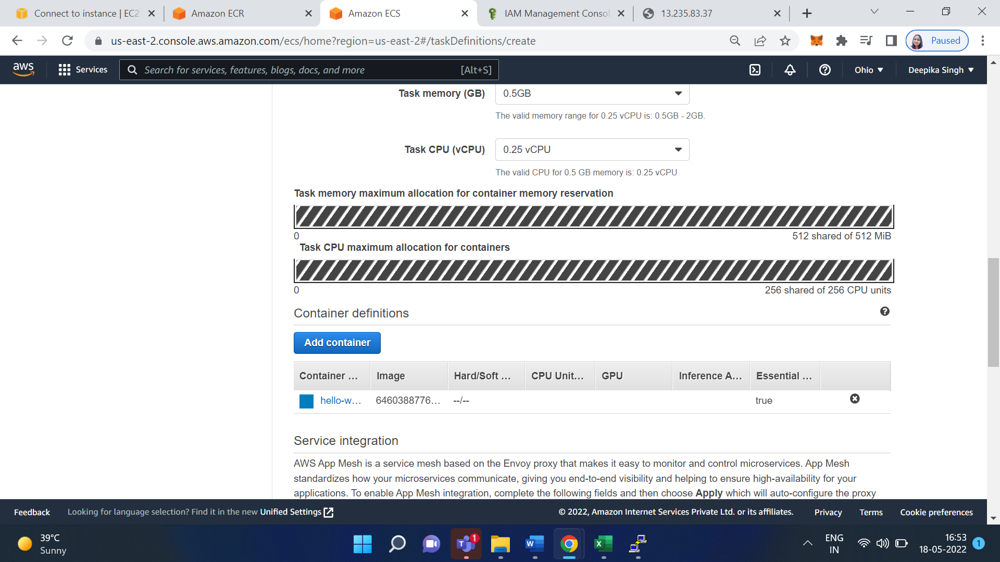 Connect to instance | EC2
Amazon ECR
Amazon ECS
IAM Management Consol
13.235.83.37
us-east-2.console.aws.amazon.com/ecs/home?region=us-east-2#/taskDefinitions/create
Paused
aws
Services
Search for services, features, blogs, docs, and more
[Alt+S]
Ohio
Deepika Singh
Task memory (GB)
0.5GB
The valid memory range for 0.25 vCPU is: 0.5GB - 2GB.
Task CPU (vCPU)
0.25 vCPU
The valid CPU for 0.5 GB memory is: 0.25 vCPU
Task memory maximum allocation for container memory reservation
0
512 shared of 512 MiB
Task CPU maximum allocation for containers
0
256 shared of 256 CPU units
Container definitions
Add container
Container ...
Image
Hard/Soft ...
CPU Unit...
GPU
Inference A...
Essential ...
hello-w...
6460388776...
--/--
true
Service integration
AWS App Mesh is a service mesh based on the Envoy proxy that makes it easy to monitor and control microservices. App Mesh
standardizes how your microservices communicate, giving you end-to-end visibility and helping to ensure high-availability for your
applications. To enable App Mesh integration, complete the following fields and then choose Apply which will auto-configure the proxy
Feedback
Looking for language selection? Find it in the new Unified Settings
© 2022, Amazon Internet Services Private Ltd. or its affiliates.
Privacy
Terms
Cookie preferences
39°C
Sunny
1
ENG
IN
16:53
18-05-2022
1